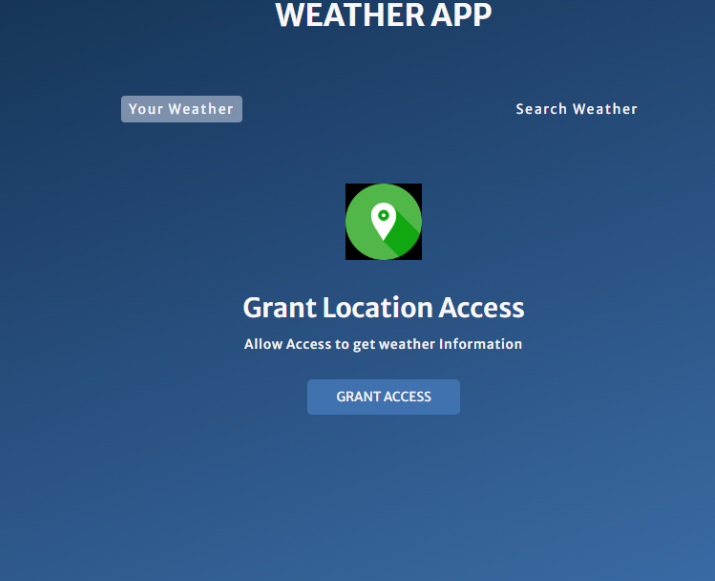 WEATHER APP
Your Weather
Search Weather
Grant Location Access
Allow Access to get weather Information
GRANT ACCESS